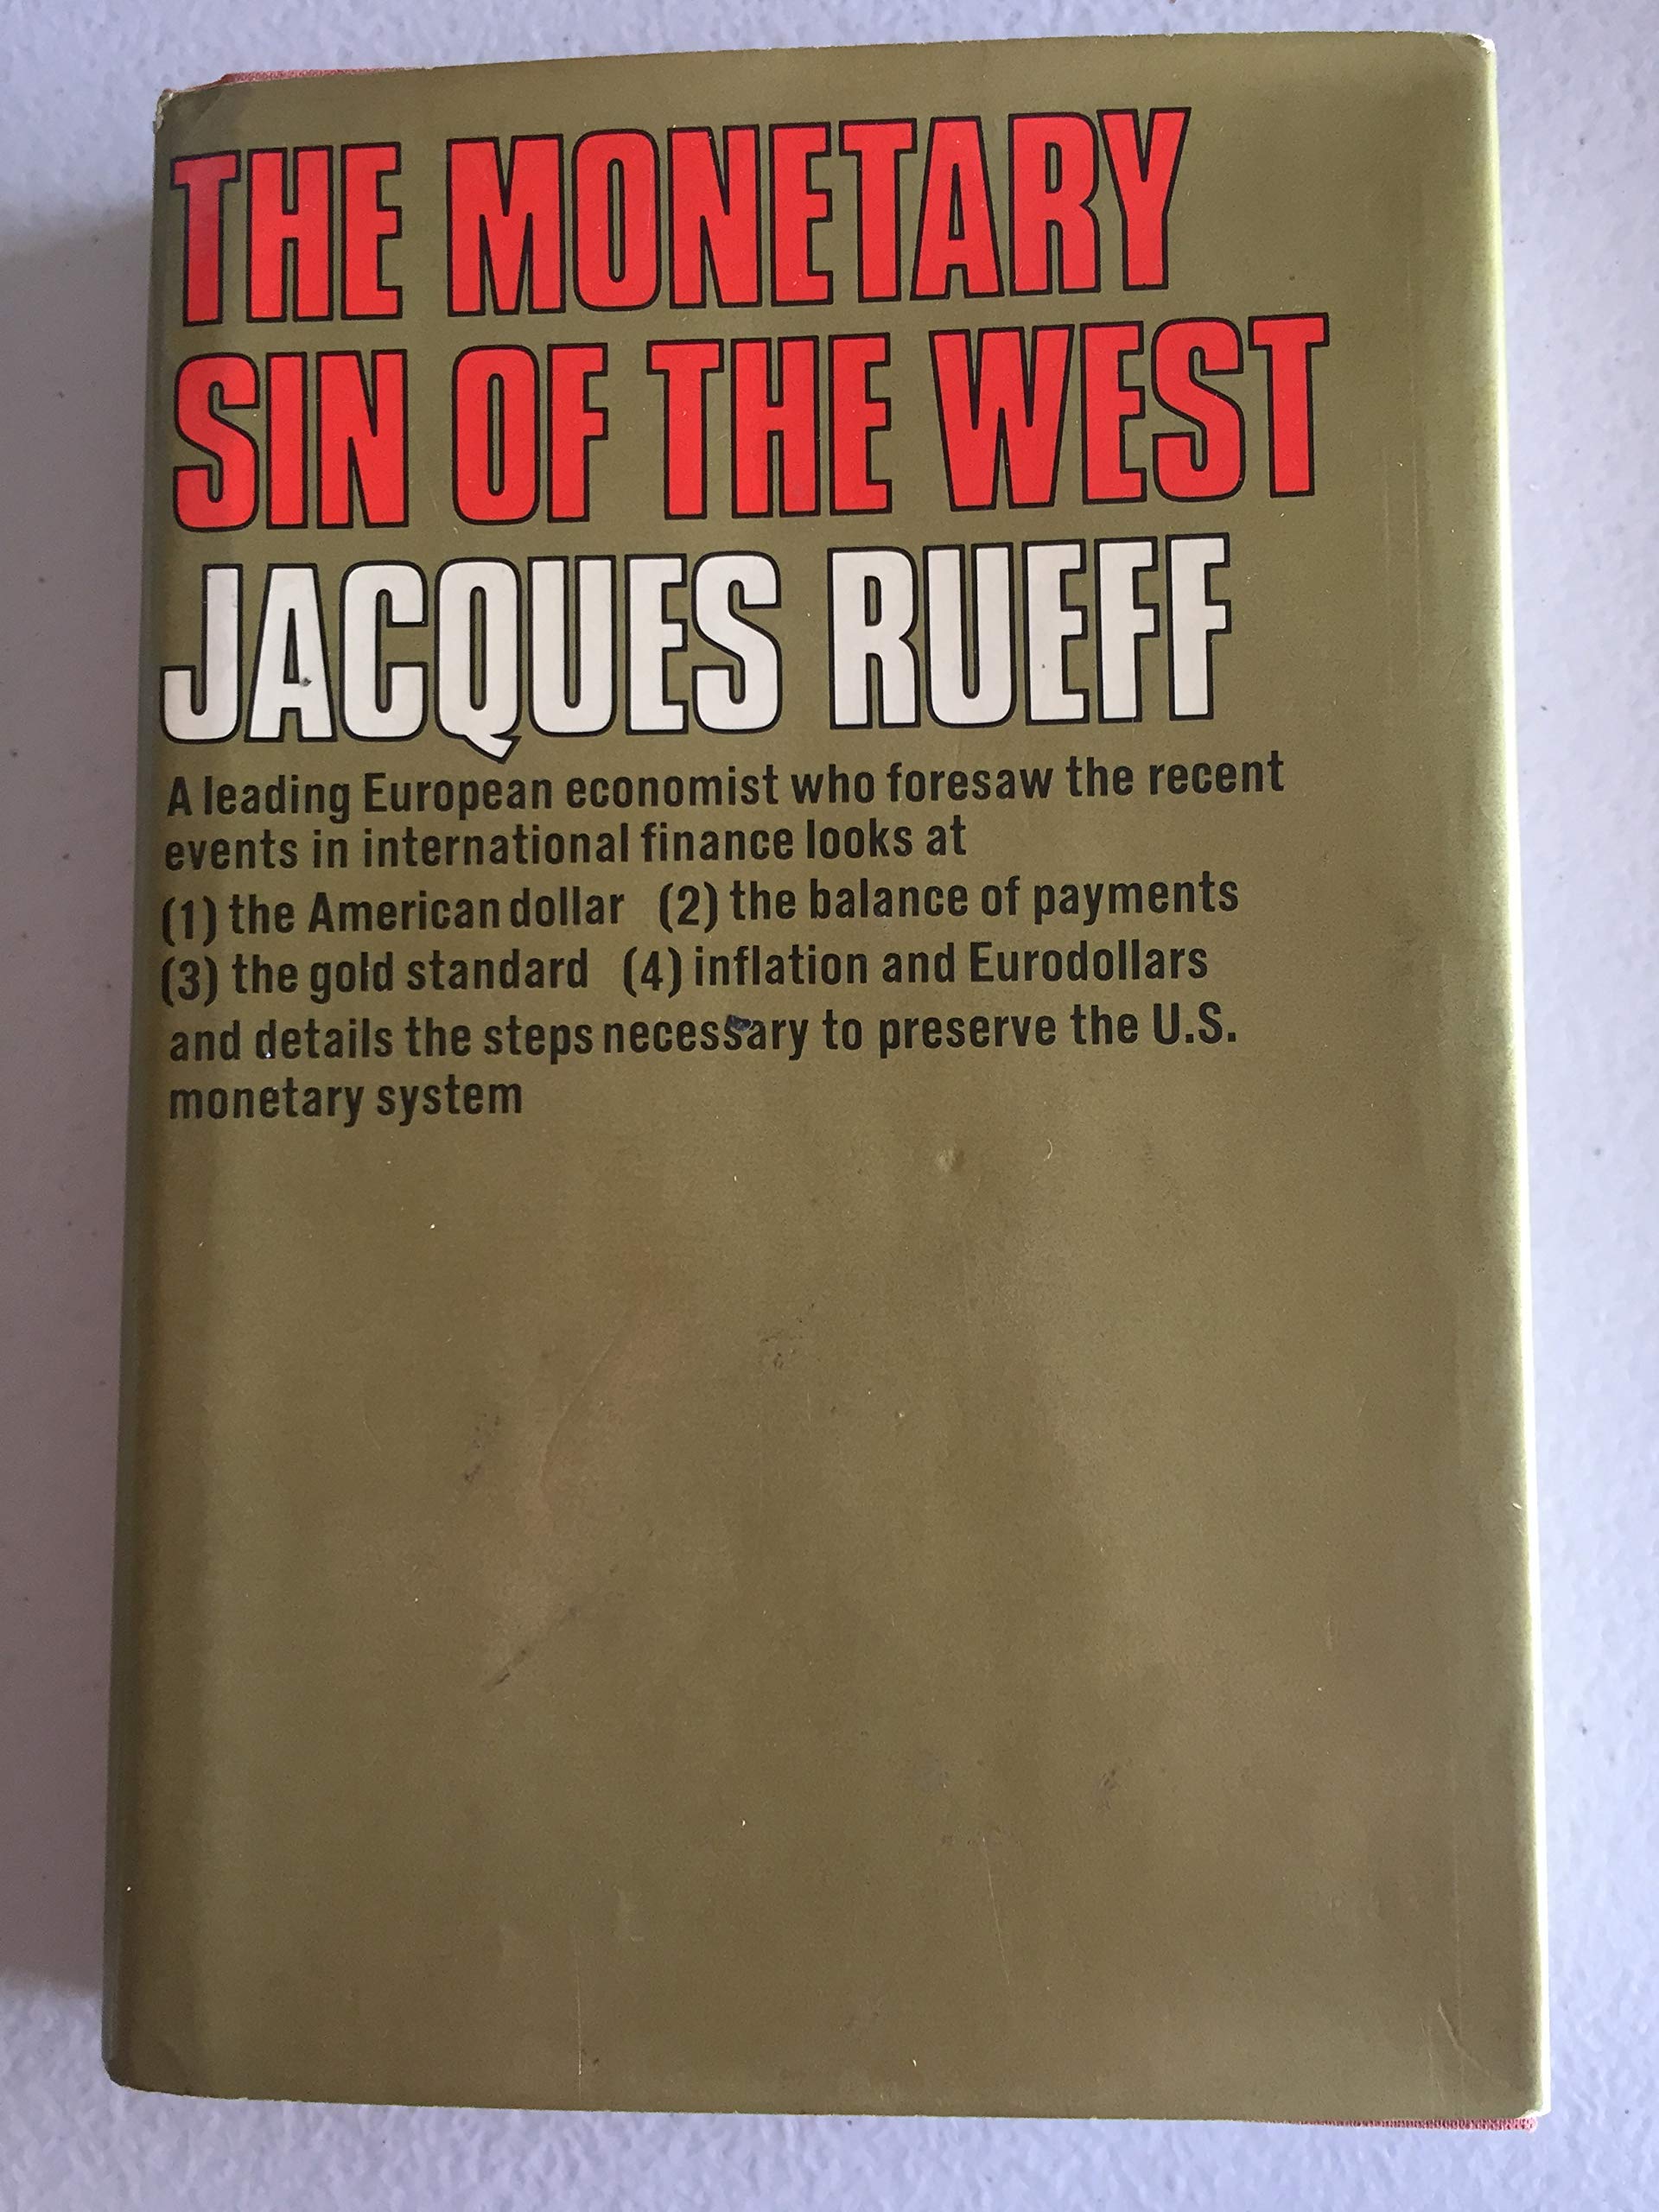 THE MONETARY
SIN OF THE WEST
JACQUES RUEFF
A leading European economist who foresaw the recent
events in international finance looks at
(1) the American dollar (2) the balance of payments
(3) the gold standard (4) inflation and Eurodollars
and details the steps necessary to preserve the U.S.
monetary system